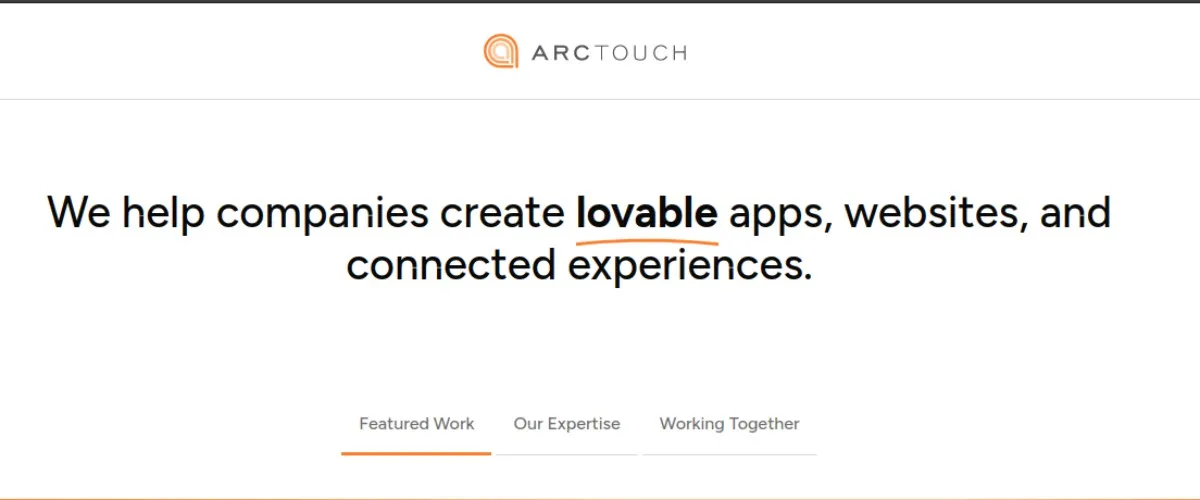 ARCTOUCH
We help companies create lovable apps, websites, and
connected experiences.
Featured Work
Our Expertise
Working Together